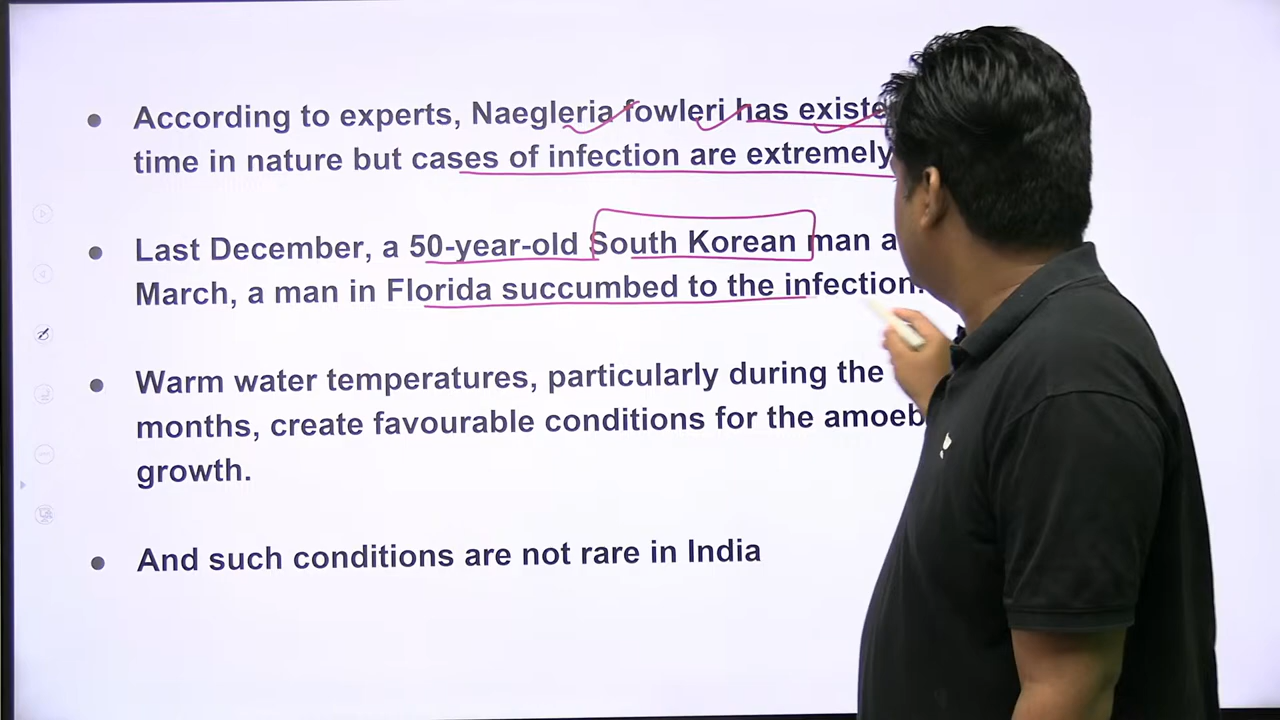 According to experts, Naegleria fowleri has existe
time in nature but cases of infection are extremely
Last December, a 50-year-old South Korean man a
March, a man in Florida succumbed to the infection.
Warm water temperatures, particularly during the
months, create favourable conditions for the amoeb
growth.
And such conditions are not rare in India